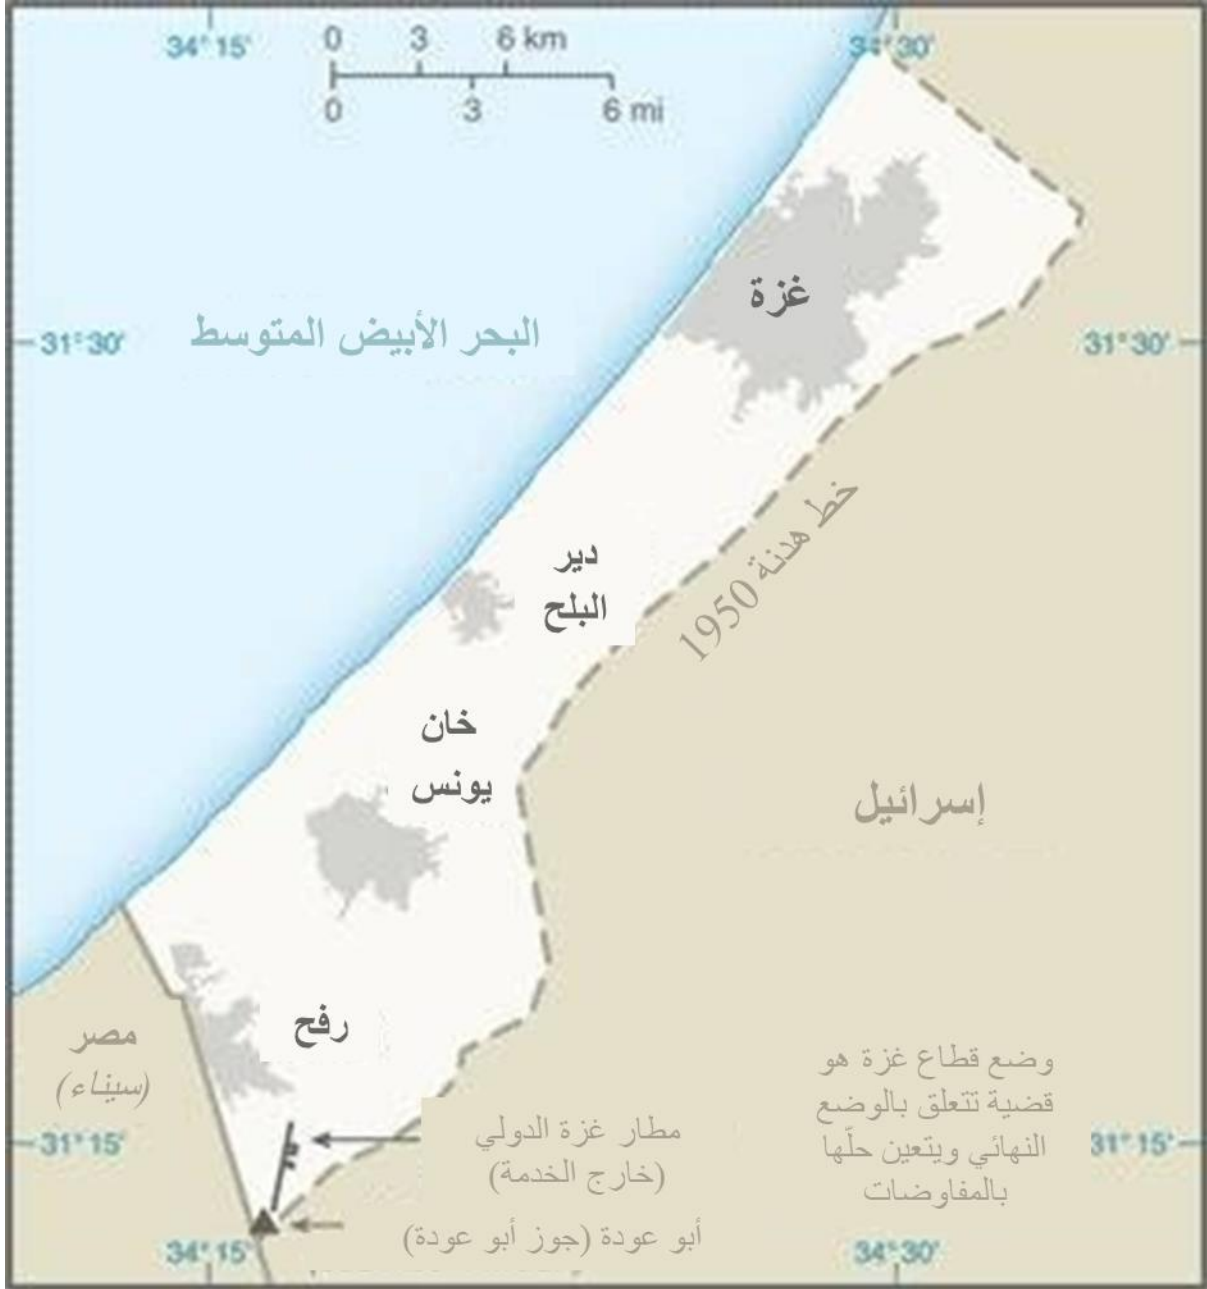 34°15'
0 3 6 km
0 3 6 mi
34°30'
غزة
البحر الأبيض المتوسط
31°30'
31°30'
خط هدنة 1950
دير
البلح
خان
يونس
إسرائيل
رفح
مصر
(سيناء)
وضع قطاع غزة هو
قضية تتعلق بالوضع
النهائي ويتعين حلّها
بالمفاوضات
مطار غزة الدولي
(خارج الخدمة)
31°15'
31°15'
أبو عودة (جوز أبو عودة)
34°15'
34°30'